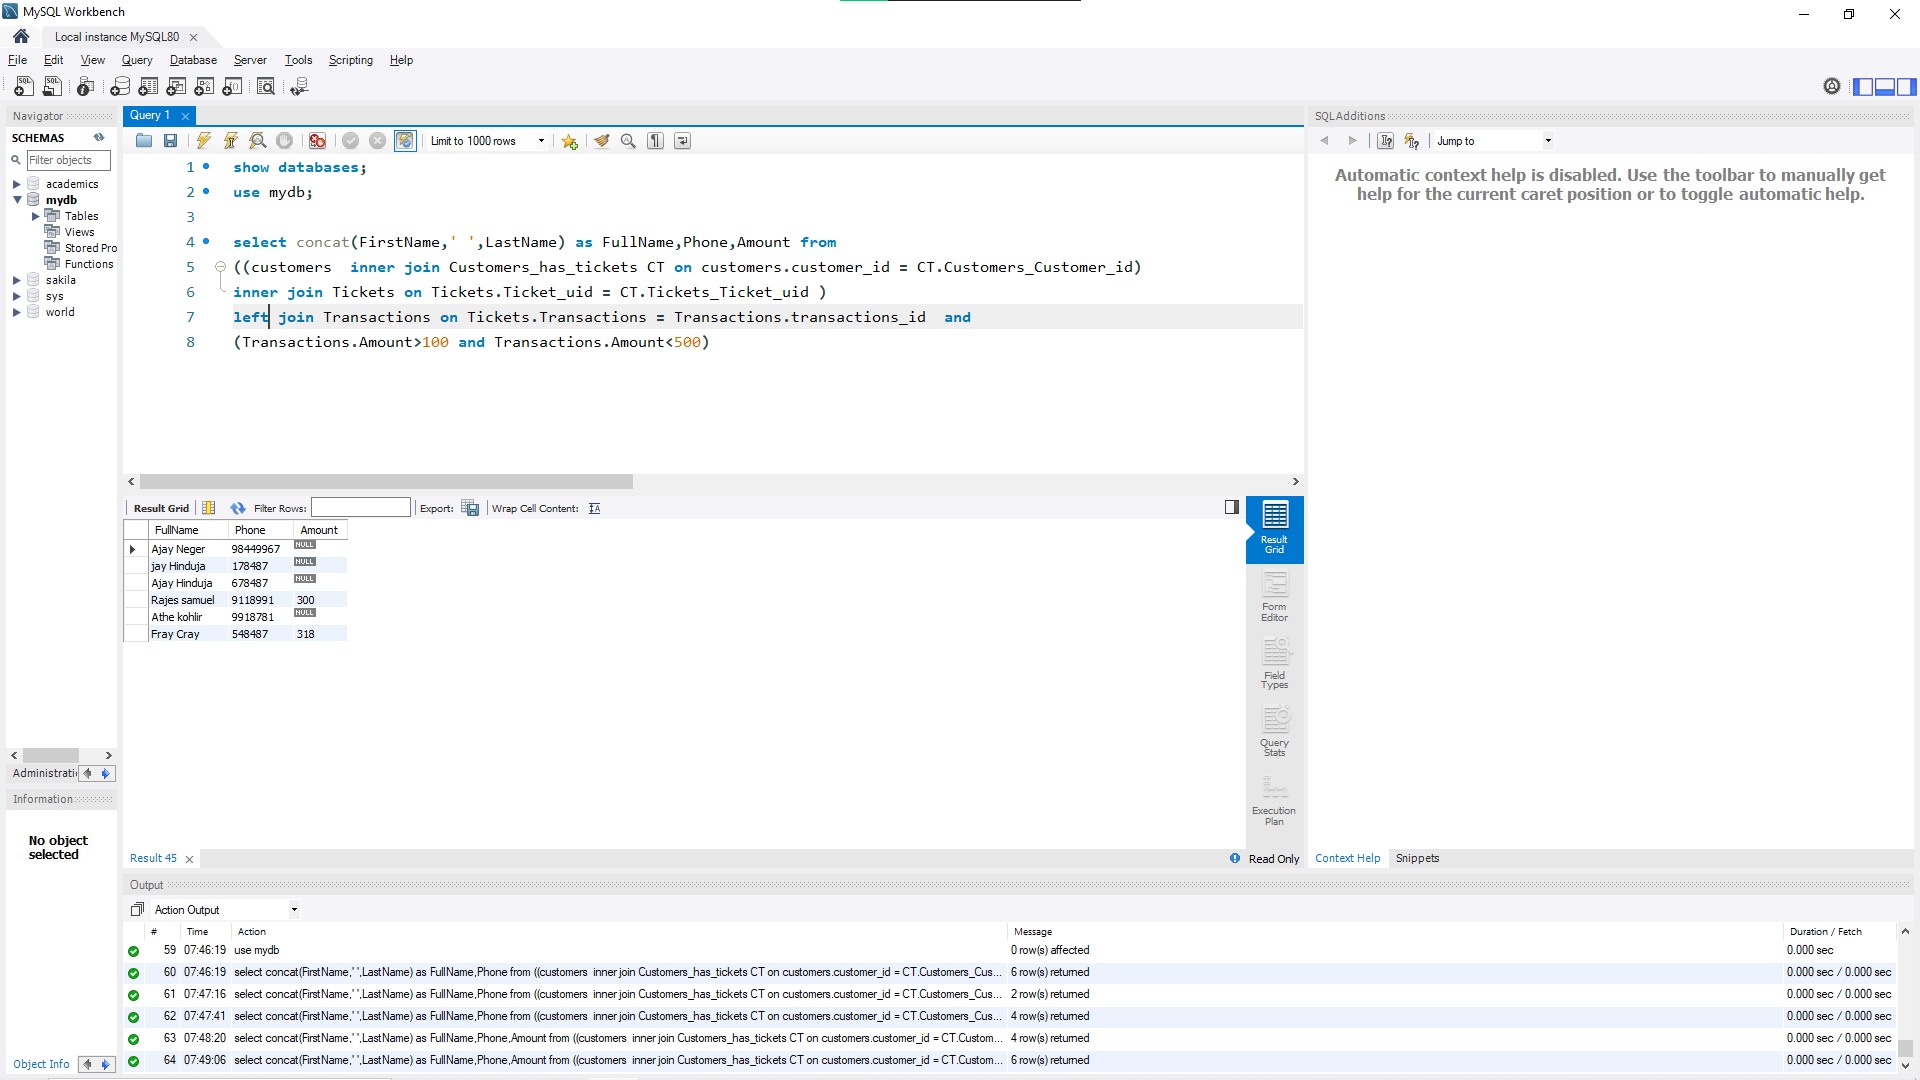 MySQL Workbench
Local instance MySQL80
File Edit View Query Database Server Tools Scripting Help
Navigator
SCHEMAS
Filter objects
academics
mydb
Tables
Views
Stored Pro
Functions
sakila
sys
world
Administrati
Information
No object
selected
Object Info
Query 1
Limit to 1000 rows
1 show databases;
2 use mydb;
3
4 select concat(FirstName,' ',LastName) as FullName,Phone,Amount from
5 ((customers  inner join Customers_has_tickets CT on customers.customer_id = CT.Customers_Customer_id)
6 inner join Tickets on Tickets.Ticket_uid = CT.Tickets_Ticket_uid )
7 left join Transactions on Tickets.Transactions = Transactions.transactions_id  and
8 (Transactions.Amount>100 and Transactions.Amount<500)
Result Grid Filter Rows: Export: Wrap Cell Content:
FullName Phone Amount
Ajay Neger 98449967 NULL
jay Hinduja 178487 NULL
Ajay Hinduja 678487 NULL
Rajes samuel 9118991 300
Athe kohlir 9918781 NULL
Fray Cray 548487 318
Result
Grid
Form
Editor
Field
Types
Query
Stats
Execution
Plan
Result 45
Read Only
SQLAdditions
Jump to
Automatic context help is disabled. Use the toolbar to manually get
help for the current caret position or to toggle automatic help.
Context Help Snippets
Output
Action Output
# Time Action Message Duration / Fetch
59 07:46:19 use mydb 0 row(s) affected 0.000 sec
60 07:46:19 select concat(FirstName,' ',LastName) as FullName,Phone from ((customers  inner join Customers_has_tickets CT on customers.customer_id = CT.Customers_Cus... 6 row(s) returned 0.000 sec / 0.000 sec
61 07:47:16 select concat(FirstName,' ',LastName) as FullName,Phone from ((customers  inner join Customers_has_tickets CT on customers.customer_id = CT.Customers_Cus... 2 row(s) returned 0.000 sec / 0.000 sec
62 07:47:41 select concat(FirstName,' ',LastName) as FullName,Phone from ((customers  inner join Customers_has_tickets CT on customers.customer_id = CT.Customers_Cus... 4 row(s) returned 0.000 sec / 0.000 sec
63 07:48:20 select concat(FirstName,' ',LastName) as FullName,Phone,Amount from ((customers  inner join Customers_has_tickets CT on customers.customer_id = CT.Custom... 4 row(s) returned 0.000 sec / 0.000 sec
64 07:49:06 select concat(FirstName,' ',LastName) as FullName,Phone,Amount from ((customers  inner join Customers_has_tickets CT on customers.customer_id = CT.Custom... 6 row(s) returned 0.000 sec / 0.000 sec